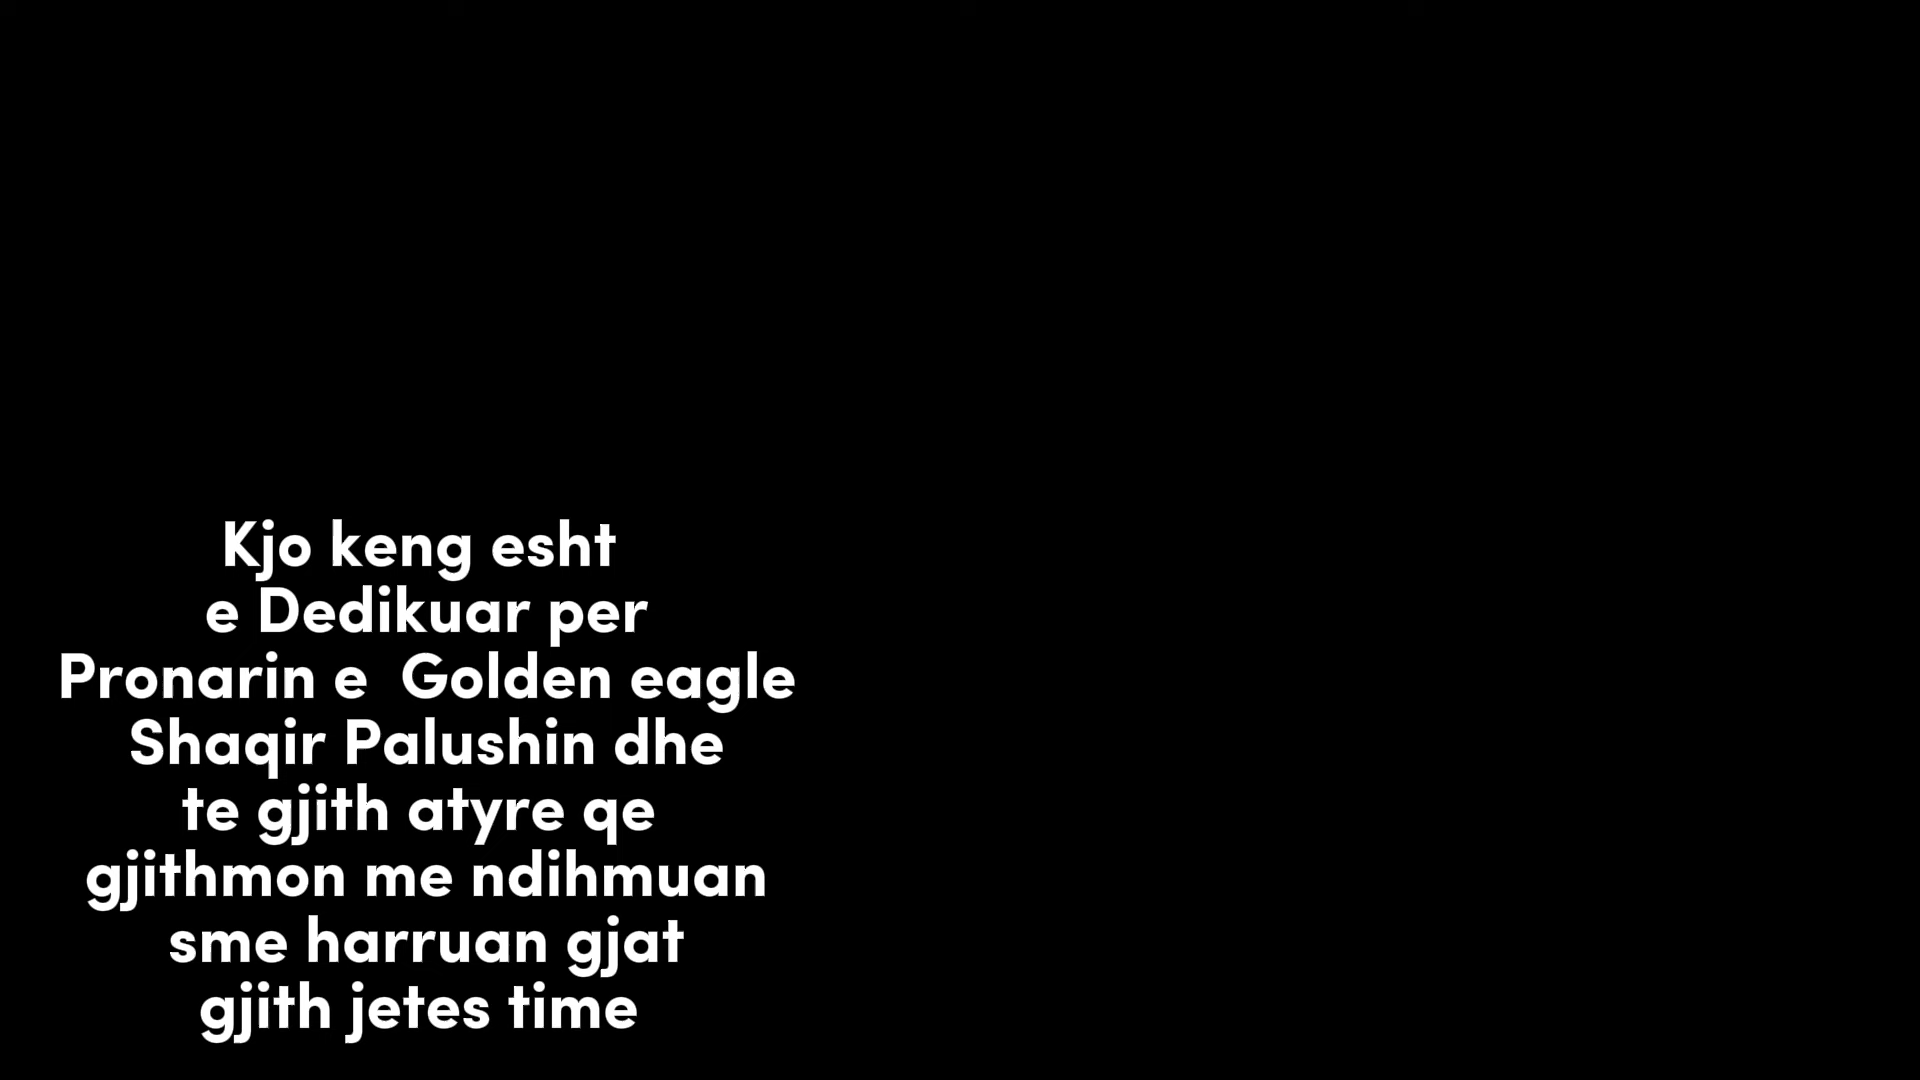 Kjo keng esht
e Dedikuar per
Pronarin e  Golden eagle
Shaqir Palushin dhe
te gjith atyre qe
gjithmon me ndihmuan
sme harruan gjat
gjith jetes time